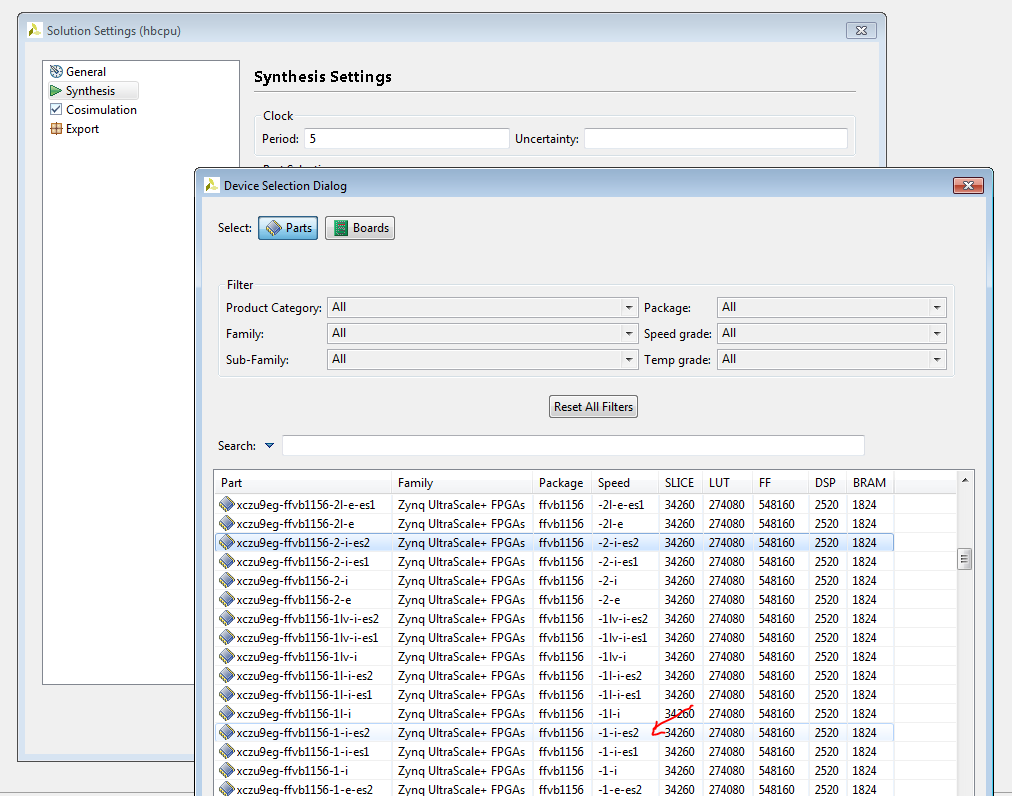 Solution Settings (hbcpu)
General
Synthesis
Cosimulation
Export
Synthesis Settings
Clock
Period: 5 Uncertainty:
Device Selection Dialog
Select: Parts Boards
Filter
Product Category: All Package: All
Family: All Speed grade: All
Sub-Family: All Temp grade: All
Reset All Filters
Search:
Part Family Package Speed SLICE LUT FF DSP BRAM
xczu9eg-ffvb1156-2l-e-es1 Zynq UltraScale+ FPGAs ffvb1156 -2l-e-es1 34260 274080 548160 2520 1824
xczu9eg-ffvb1156-2l-e Zynq UltraScale+ FPGAs ffvb1156 -2l-e 34260 274080 548160 2520 1824
xczu9eg-ffvb1156-2-i-es2 Zynq UltraScale+ FPGAs ffvb1156 -2-i-es2 34260 274080 548160 2520 1824
xczu9eg-ffvb1156-2-i-es1 Zynq UltraScale+ FPGAs ffvb1156 -2-i-es1 34260 274080 548160 2520 1824
xczu9eg-ffvb1156-2-i Zynq UltraScale+ FPGAs ffvb1156 -2-i 34260 274080 548160 2520 1824
xczu9eg-ffvb1156-2-e Zynq UltraScale+ FPGAs ffvb1156 -2-e 34260 274080 548160 2520 1824
xczu9eg-ffvb1156-1lv-i-es2 Zynq UltraScale+ FPGAs ffvb1156 -1lv-i-es2 34260 274080 548160 2520 1824
xczu9eg-ffvb1156-1lv-i-es1 Zynq UltraScale+ FPGAs ffvb1156 -1lv-i-es1 34260 274080 548160 2520 1824
xczu9eg-ffvb1156-1lv-i Zynq UltraScale+ FPGAs ffvb1156 -1lv-i 34260 274080 548160 2520 1824
xczu9eg-ffvb1156-1l-i-es2 Zynq UltraScale+ FPGAs ffvb1156 -1l-i-es2 34260 274080 548160 2520 1824
xczu9eg-ffvb1156-1l-i-es1 Zynq UltraScale+ FPGAs ffvb1156 -1l-i-es1 34260 274080 548160 2520 1824
xczu9eg-ffvb1156-1l-i Zynq UltraScale+ FPGAs ffvb1156 -1l-i 34260 274080 548160 2520 1824
xczu9eg-ffvb1156-1-i-es2 Zynq UltraScale+ FPGAs ffvb1156 -1-i-es2 34260 274080 548160 2520 1824
xczu9eg-ffvb1156-1-i-es1 Zynq UltraScale+ FPGAs ffvb1156 -1-i-es1 34260 274080 548160 2520 1824
xczu9eg-ffvb1156-1-i Zynq UltraScale+ FPGAs ffvb1156 -1-i 34260 274080 548160 2520 1824
xczu9eg-ffvb1156-1-e-es2 Zynq UltraScale+ FPGAs ffvb1156 -1-e-es2 34260 274080 548160 2520 1824